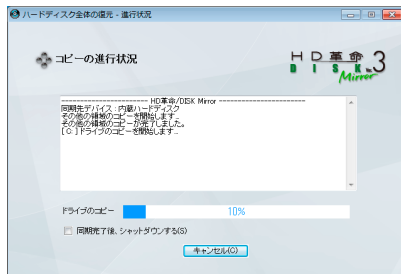 ハードディスク全体の復元 - 進行状況
コピーの進行状況
HD革命
DISK Ver.3
Mirror
---------------------- HD革命/DISK Mirror ----------------------
同期先デバイス:内蔵ハードディスク
その他の領域のコピーを開始します...
その他の領域のコピーが完了しました。
[C:]ドライブのコピーを開始します...
ドライブのコピー
10%
同期完了後、シャットダウンする(S)
キャンセル(C)